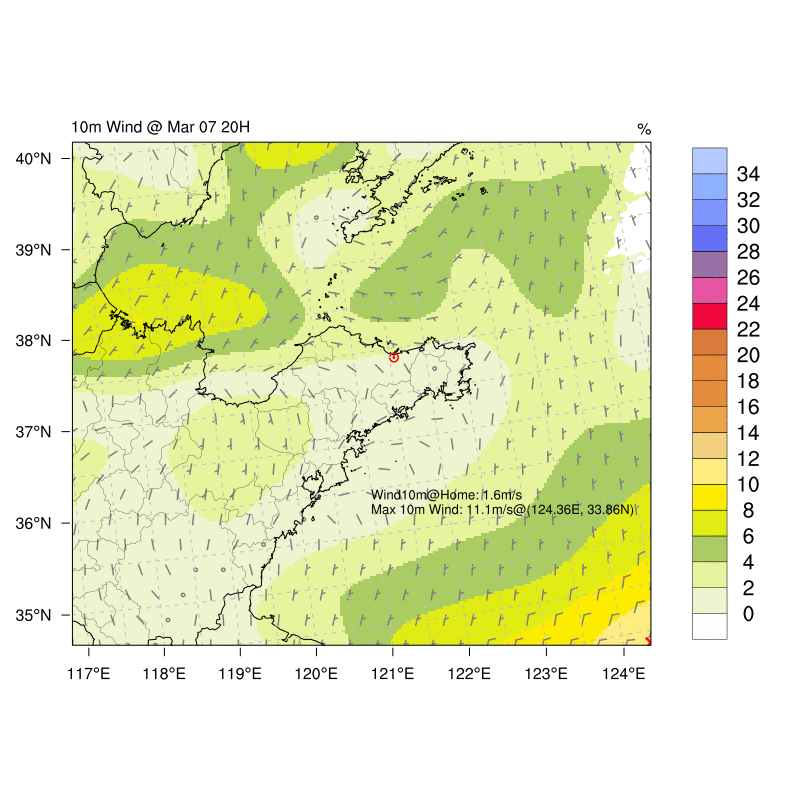 10m Wind @ Mar 07 20H
%
40°N
39°N
38°N
37°N
36°N
35°N
117°E 118°E 119°E 120°E 121°E 122°E 123°E 124°E
Wind10m@Home: 1.6m/s
Max 10m Wind: 11.1m/s@(124.36E, 33.86N)
34
32
30
28
26
24
22
20
18
16
14
12
10
8
6
4
2
0